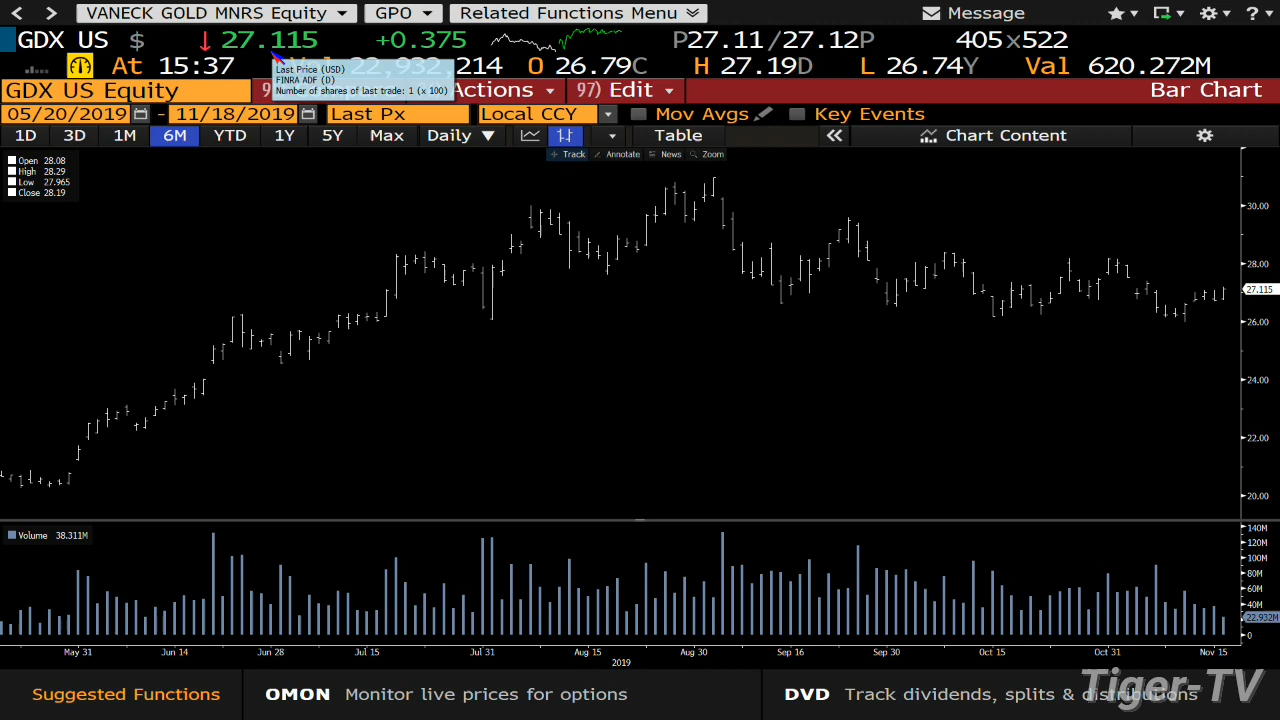 VANECK GOLD MNRS Equity GPO Related Functions Menu Message ?
GDX US $ ↓ 27.115 +0.375 P27.11/27.12P 405x522
At 15:37 22,932,214 O 26.79C H 27.19D L 26.74Y Val 620.272M
Last Price (USD)
FINRA ADF (D)
Number of shares of last trade: 1 (x 100)
GDX US Equity Actions 97) Edit Bar Chart
05/20/2019 - 11/18/2019 Last Px Local CCY Mov Avgs Key Events
1D 3D 1M 6M YTD 1Y 5Y Max Daily ▼ Table « Chart Content
Track Annotate News Zoom
Open 28.08
High 28.29
Low 27.965
Close 28.19
30.00
28.00
27.115
26.00
24.00
22.00
20.00
Volume 38.311M
140M
120M
100M
80M
60M
40M
22.932M
0
May 31 Jun 14 Jun 28 Jul 15 Jul 31 Aug 15 Aug 30 Sep 16 Sep 30 Oct 15 Oct 31 Nov 15
2019
Suggested Functions OMON Monitor live prices for options DVD Track dividends, splits & distributions
Tiger-TV